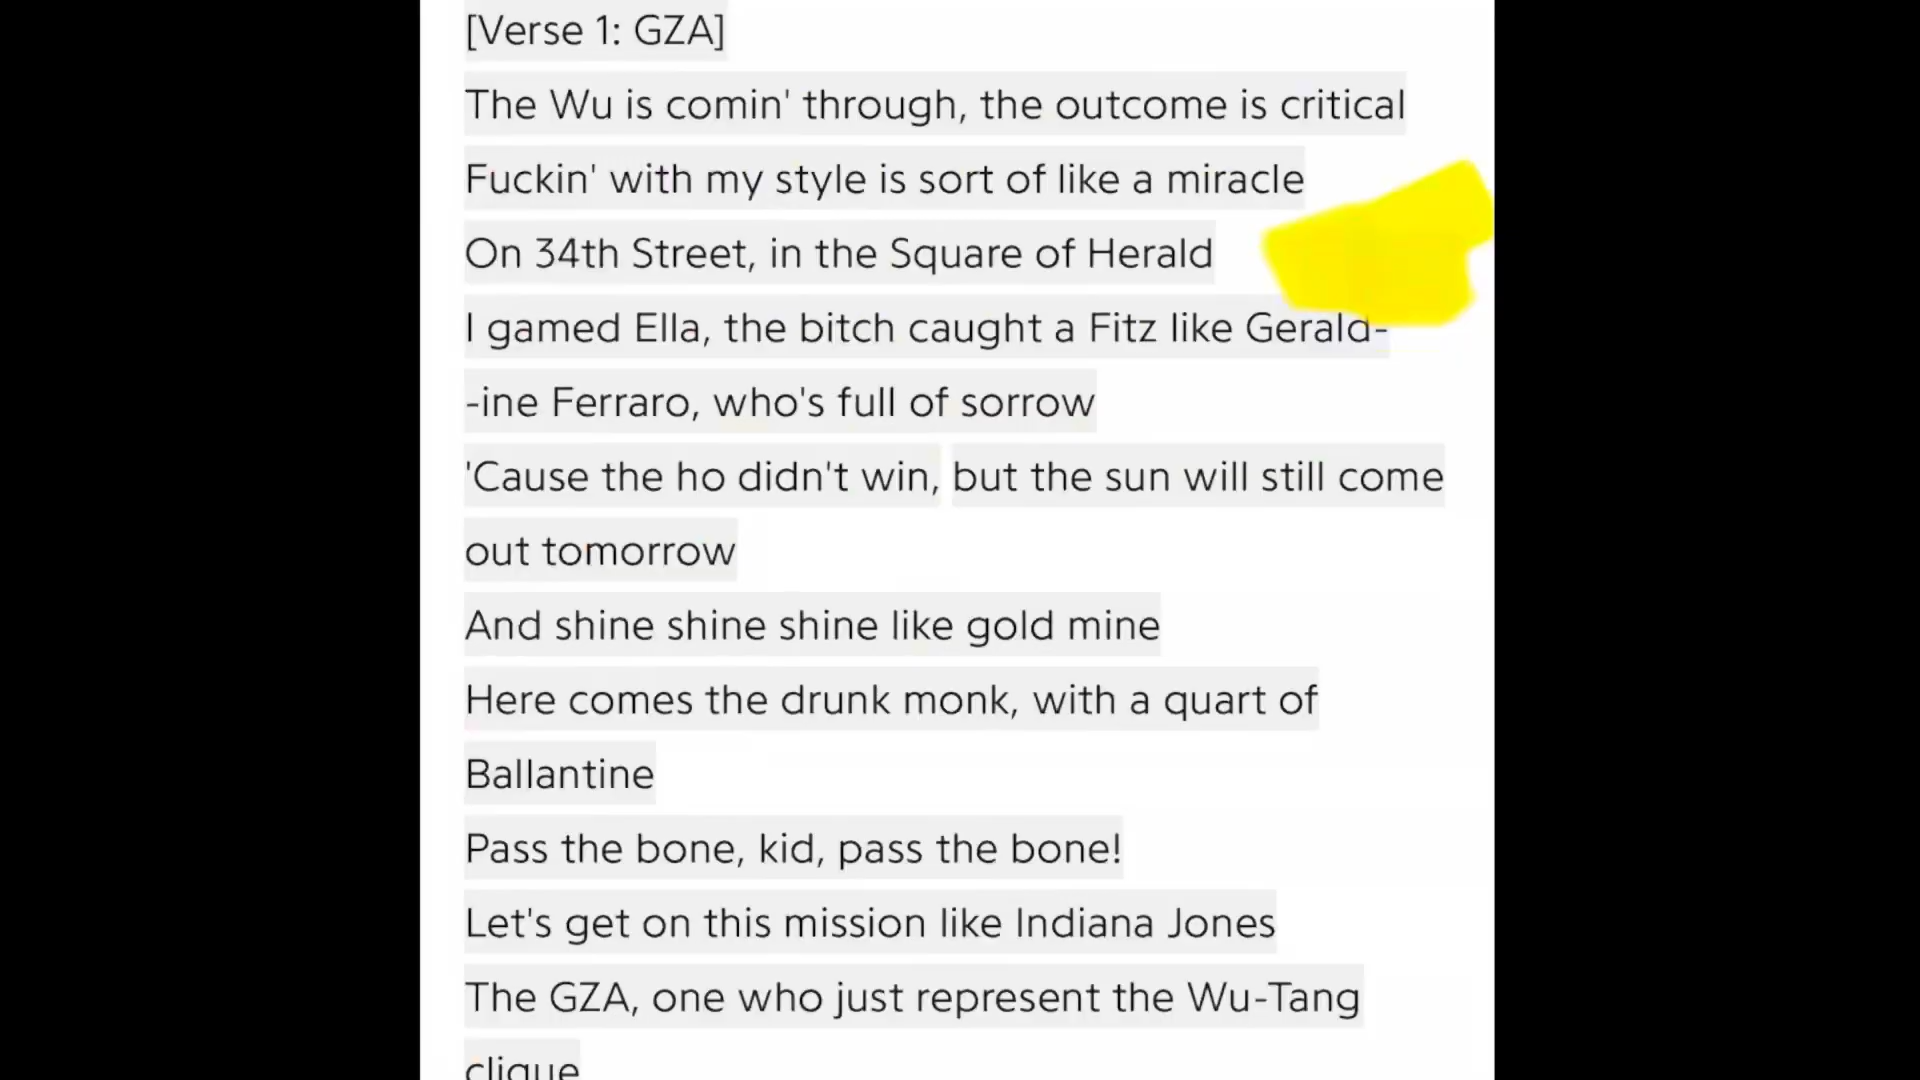 [Verse 1: GZA]
The Wu is comin' through, the outcome is critical
Fuckin' with my style is sort of like a miracle
On 34th Street, in the Square of Herald
I gamed Ella, the bitch caught a Fitz like Gerald-
-ine Ferraro, who's full of sorrow
'Cause the ho didn't win, but the sun will still come
out tomorrow
And shine shine shine like gold mine
Here comes the drunk monk, with a quart of
Ballantine
Pass the bone, kid, pass the bone!
Let's get on this mission like Indiana Jones
The GZA, one who just represent the Wu-Tang
clique